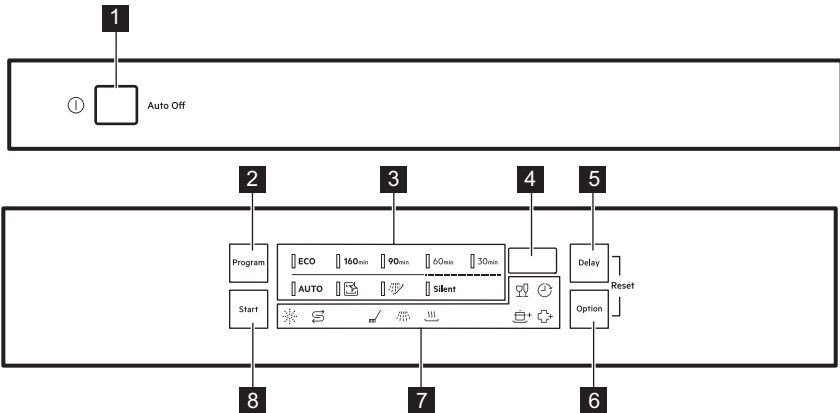 1
Auto Off
2
3
4
5
Program
ECO 160min 90min 60min 30min
Delay
Reset
AUTO Silent
Start
Option
8
7
6